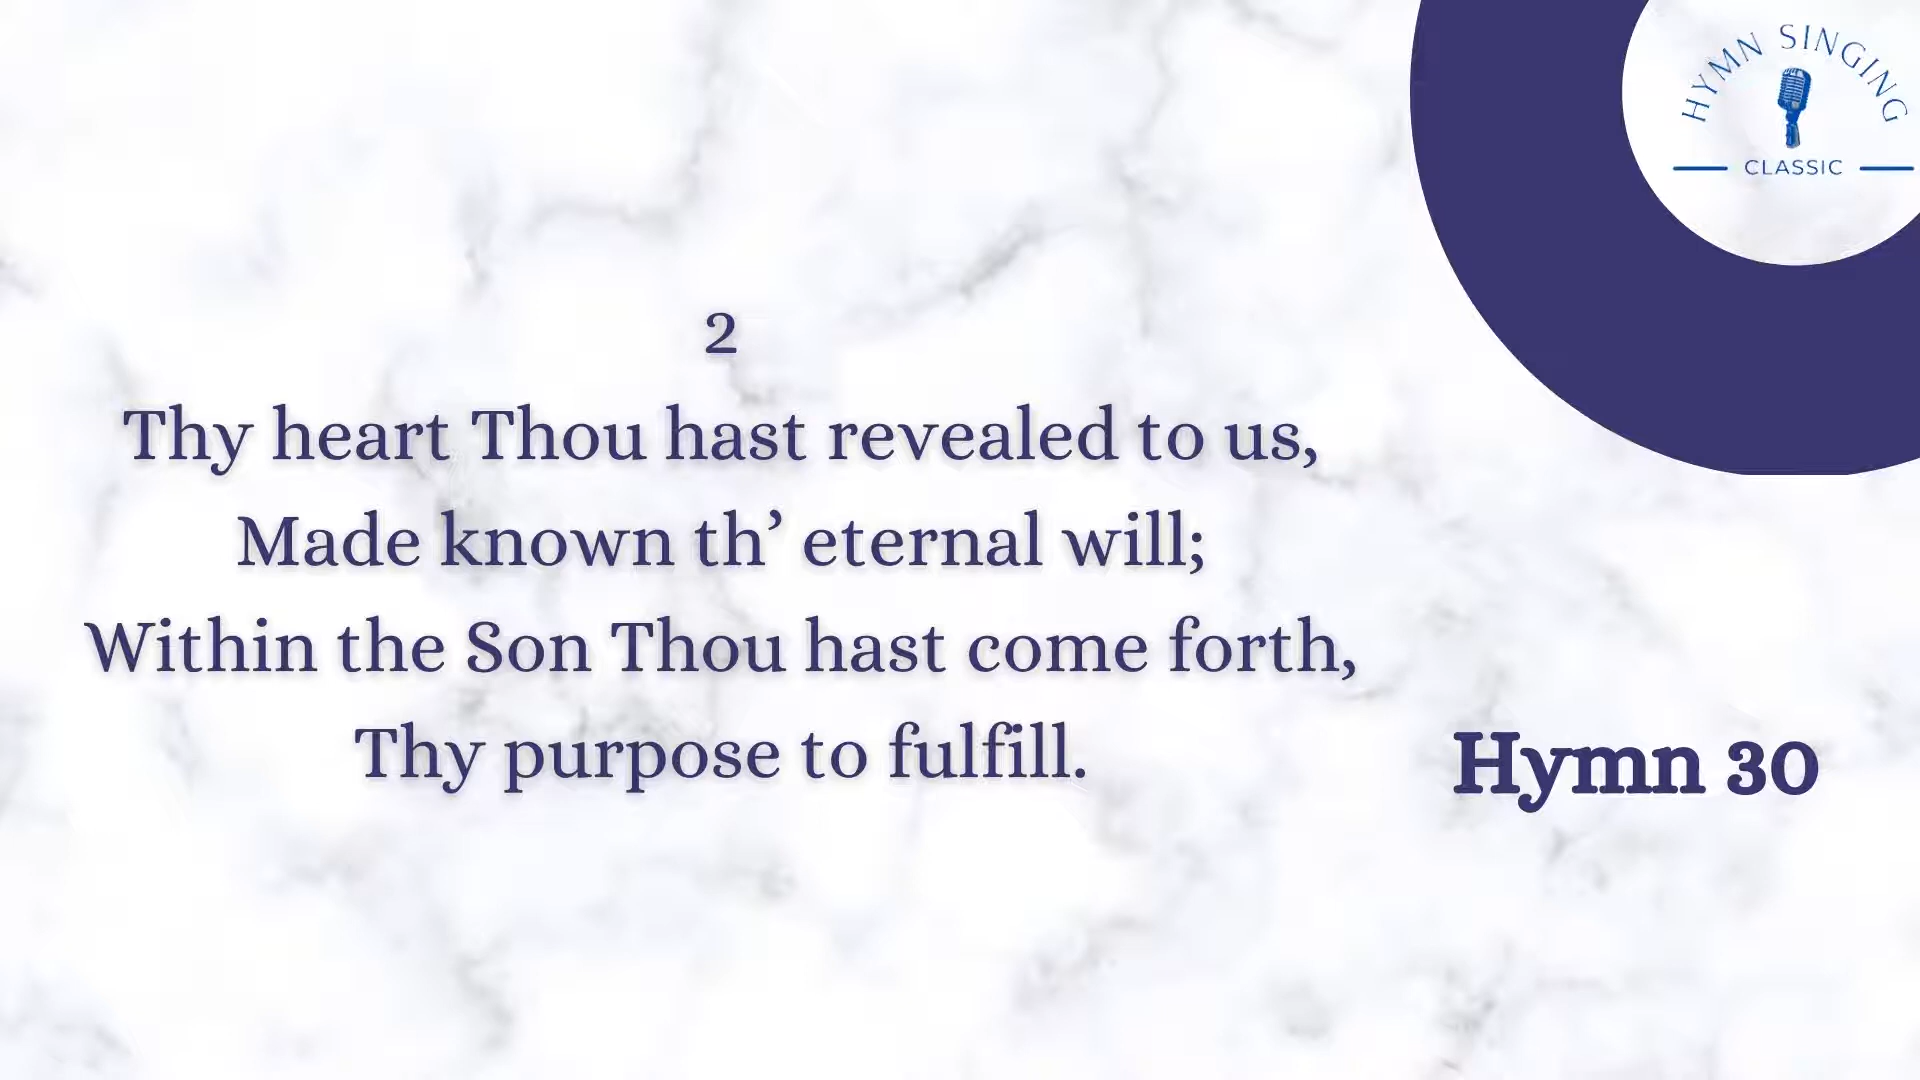 HYMN SINGING
CLASSIC
2
Thy heart Thou hast revealed to us,
Made known th’ eternal will;
Within the Son Thou hast come forth,
Thy purpose to fulfill.
Hymn 30